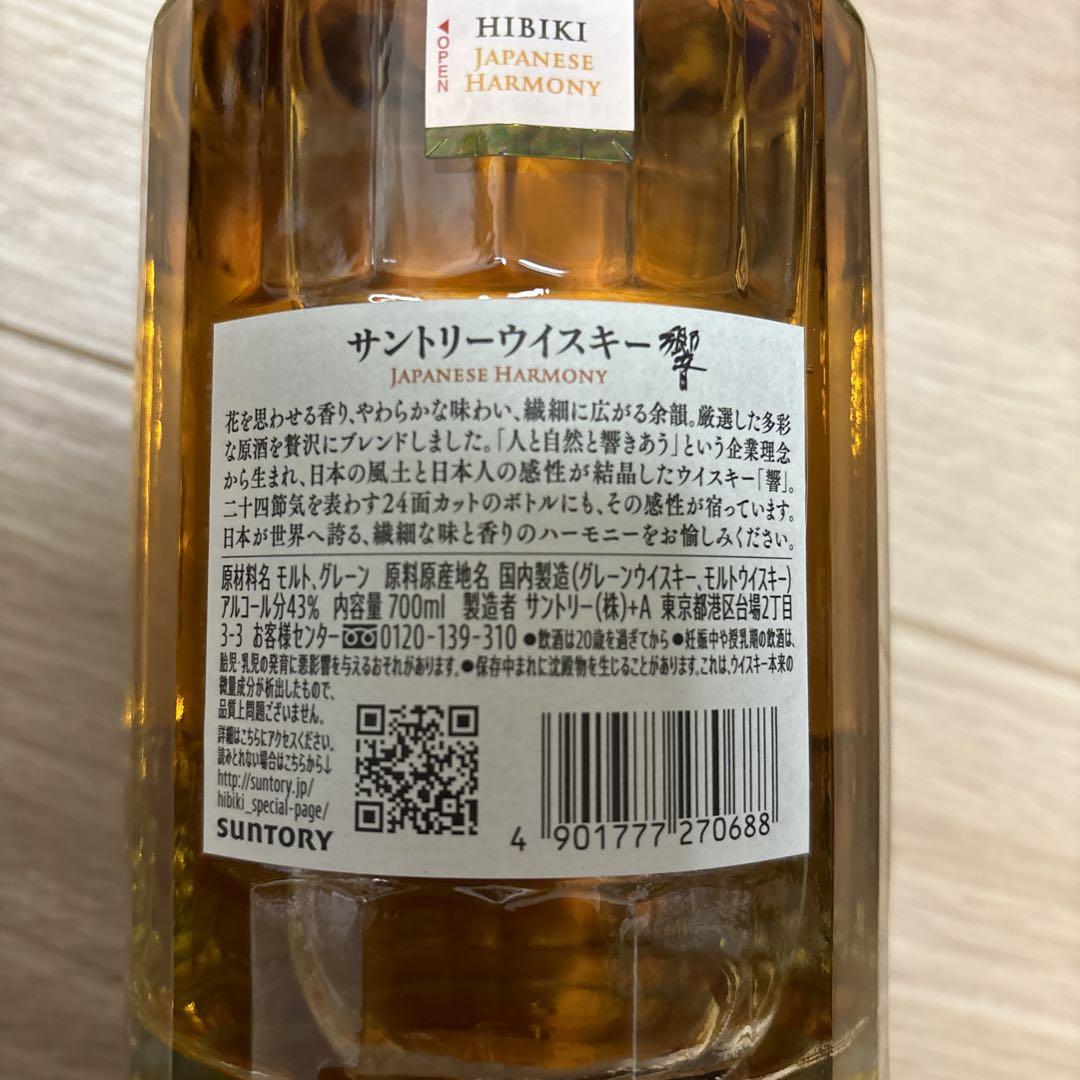 ◀OPEN
HIBIKI
JAPANESE
HARMONY
サントリーウイスキー響
JAPANESE HARMONY
花を思わせる香り、やわらかな味わい、繊細に広がる余韻。厳選した多彩
な原酒を贅沢にブレンドしました。「人と自然と響きあう」という企業理念
から生まれ、日本の風土と日本人の感性が結晶したウイスキー「響」。
二十四節気を表わす24面カットのボトルにも、その感性が宿っています。
日本が世界へ誇る、繊細な味と香りのハーモニーをお愉しみください。
原材料名 モルト、グレーン 原料原産地名 国内製造(グレーンウイスキー、モルトウイスキー)
アルコール分43% 内容量 700ml 製造者 サントリー(株)+A 東京都港区台場2丁目
3-3 お客様センター 0120-139-310 ●飲酒は20歳を過ぎてから ●妊娠中や授乳期の飲酒は、
胎児・乳児の発育に悪影響を与えるおそれがあります。●保存中まれに沈殿物を生じることがあります。これは、ウイスキー本来の
微量成分が析出したもので、
品質上問題ございません。
詳細はこちらにアクセスください。
読みとれない場合はこちらから↓
http://suntory.jp/
hibiki_special-page/
SUNTORY
4 901777 270688